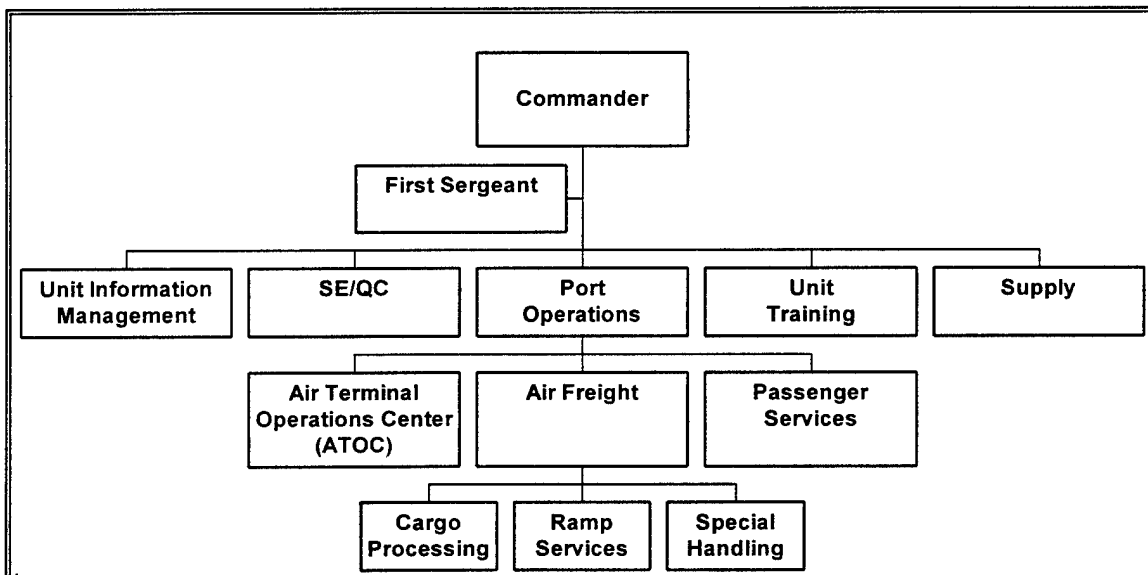 Commander
First Sergeant
Unit Information
Management
SE/QC
Port
Operations
Unit
Training
Supply
Air Terminal
Operations Center
(ATOC)
Air Freight
Passenger
Services
Cargo
Processing
Ramp
Services
Special
Handling